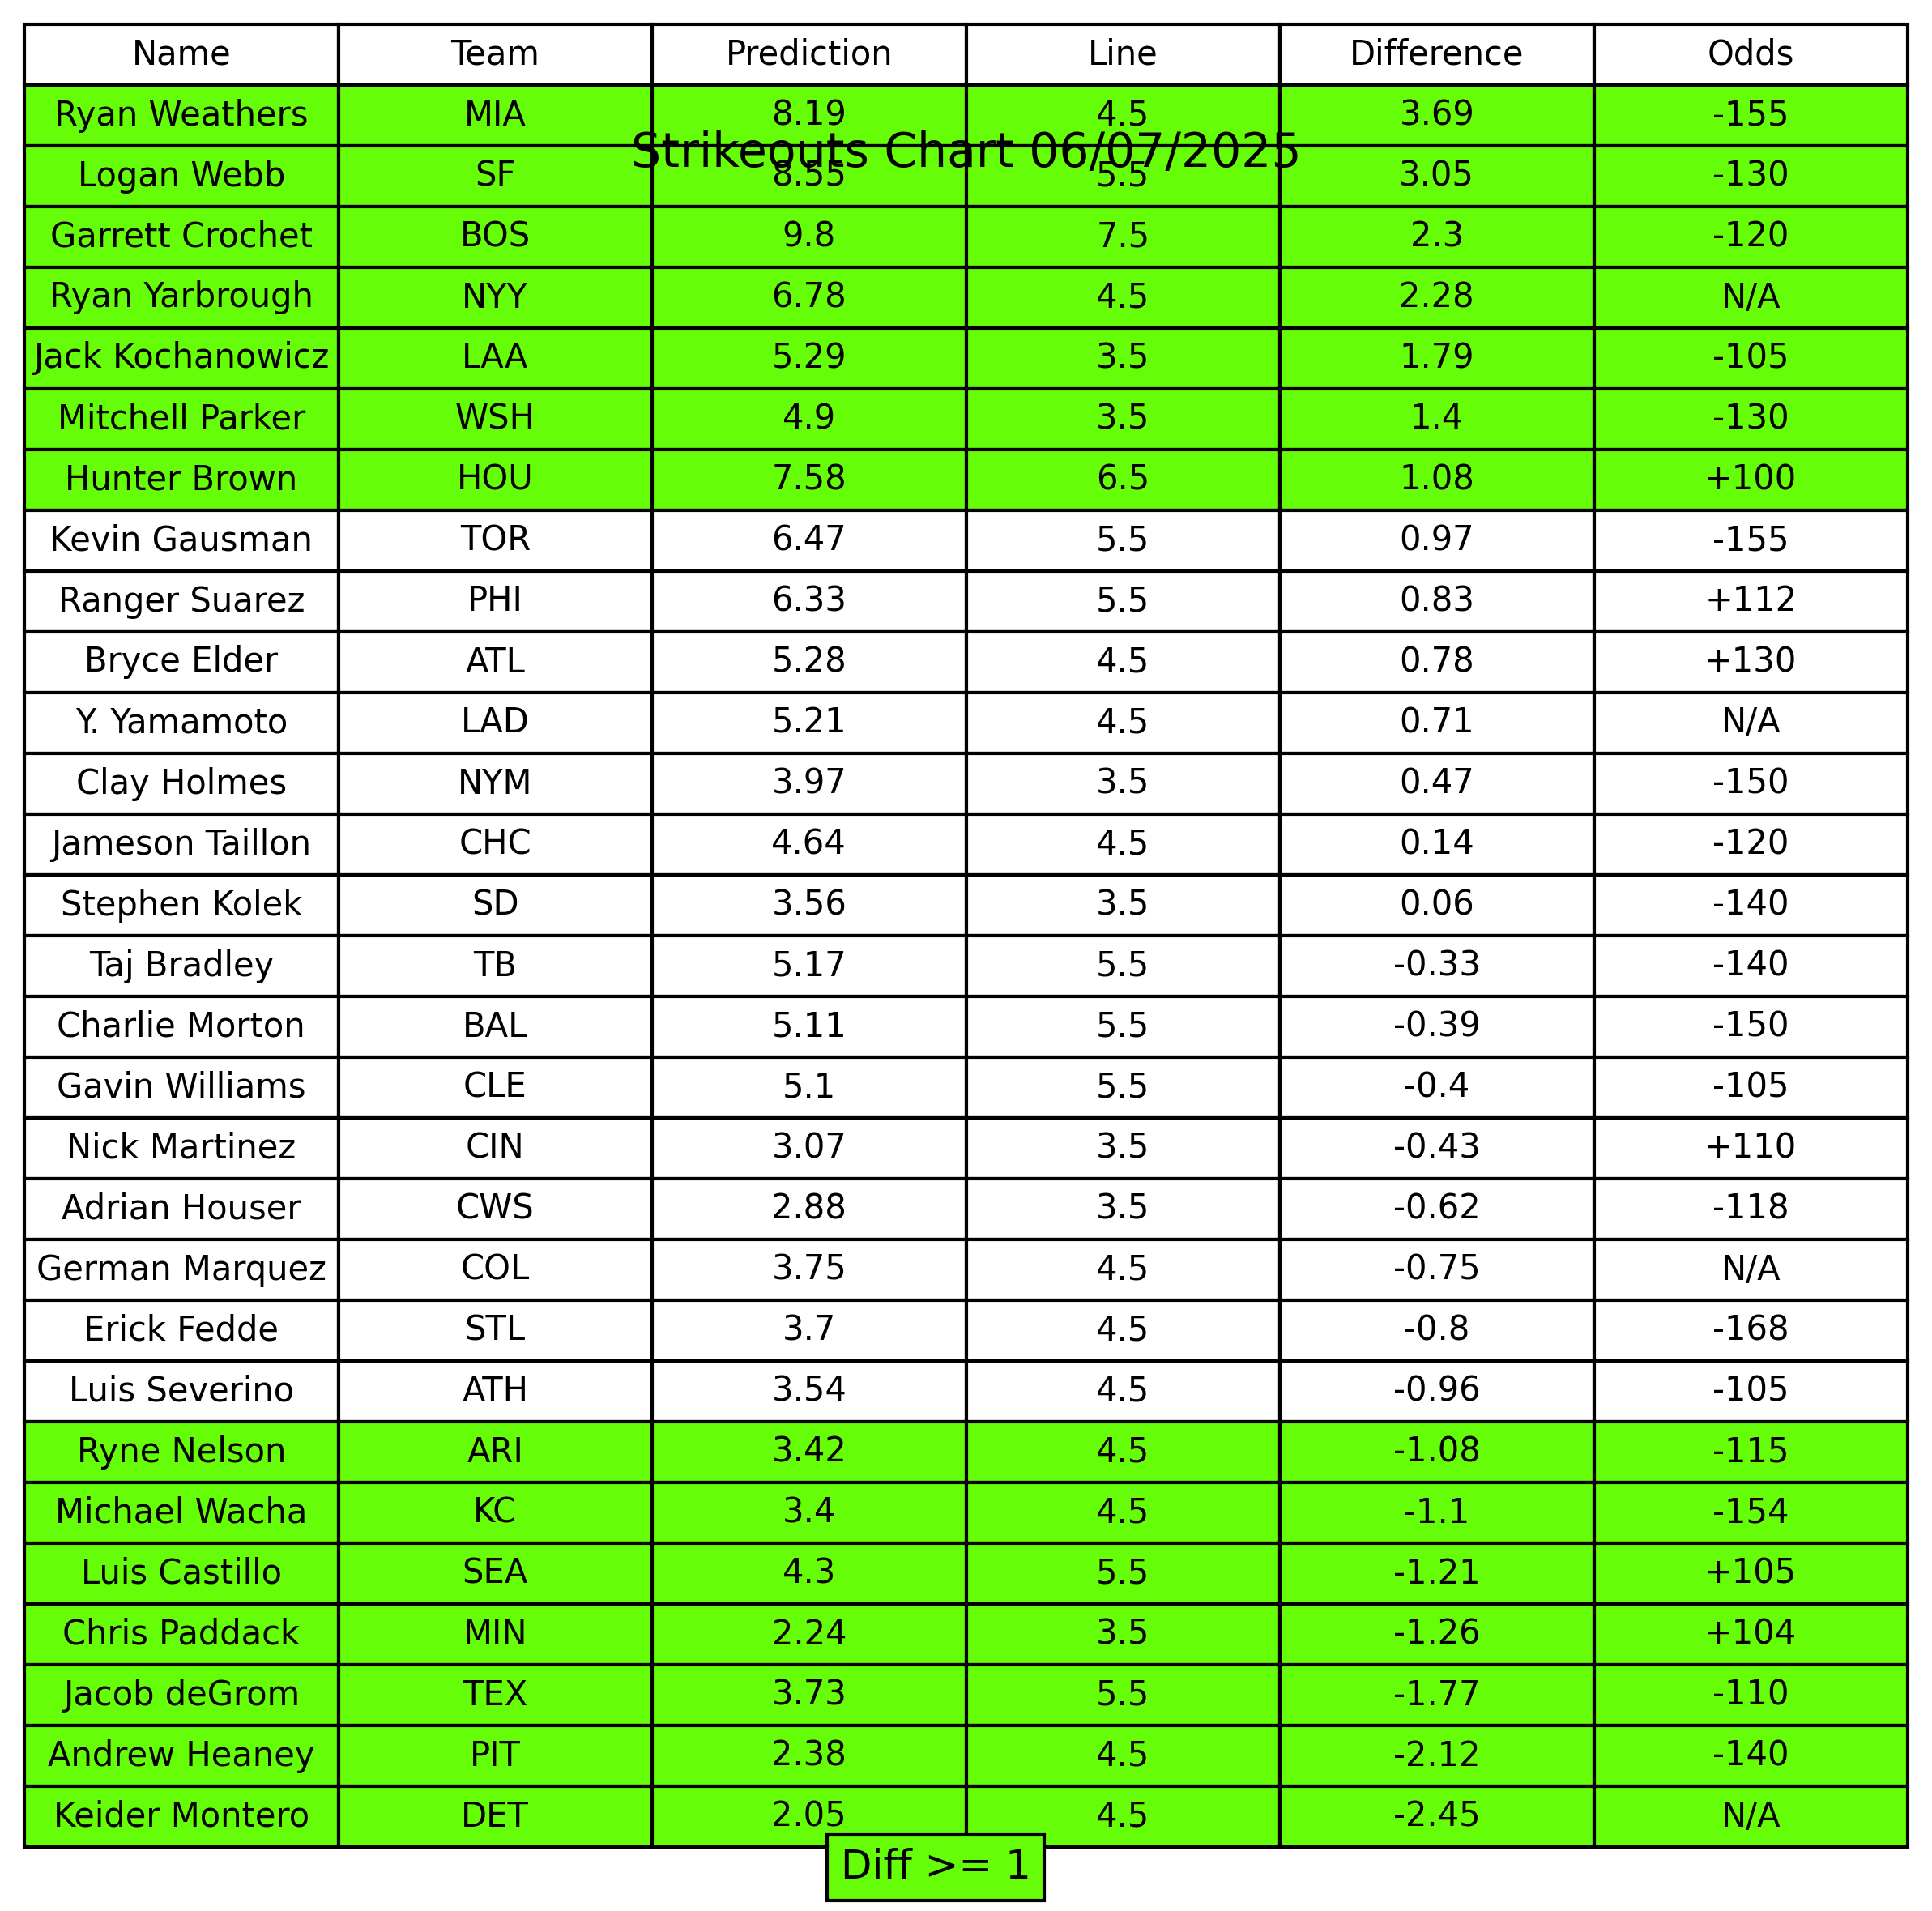 Name Team Prediction Line Difference Odds
Ryan Weathers MIA 8.19 4.5 3.69 -155
Strikeouts Chart 06/07/2025
Logan Webb SF 8.55 5.5 3.05 -130
Garrett Crochet BOS 9.8 7.5 2.3 -120
Ryan Yarbrough NYY 6.78 4.5 2.28 N/A
Jack Kochanowicz LAA 5.29 3.5 1.79 -105
Mitchell Parker WSH 4.9 3.5 1.4 -130
Hunter Brown HOU 7.58 6.5 1.08 +100
Kevin Gausman TOR 6.47 5.5 0.97 -155
Ranger Suarez PHI 6.33 5.5 0.83 +112
Bryce Elder ATL 5.28 4.5 0.78 +130
Y. Yamamoto LAD 5.21 4.5 0.71 N/A
Clay Holmes NYM 3.97 3.5 0.47 -150
Jameson Taillon CHC 4.64 4.5 0.14 -120
Stephen Kolek SD 3.56 3.5 0.06 -140
Taj Bradley TB 5.17 5.5 -0.33 -140
Charlie Morton BAL 5.11 5.5 -0.39 -150
Gavin Williams CLE 5.1 5.5 -0.4 -105
Nick Martinez CIN 3.07 3.5 -0.43 +110
Adrian Houser CWS 2.88 3.5 -0.62 -118
German Marquez COL 3.75 4.5 -0.75 N/A
Erick Fedde STL 3.7 4.5 -0.8 -168
Luis Severino ATH 3.54 4.5 -0.96 -105
Ryne Nelson ARI 3.42 4.5 -1.08 -115
Michael Wacha KC 3.4 4.5 -1.1 -154
Luis Castillo SEA 4.3 5.5 -1.21 +105
Chris Paddack MIN 2.24 3.5 -1.26 +104
Jacob deGrom TEX 3.73 5.5 -1.77 -110
Andrew Heaney PIT 2.38 4.5 -2.12 -140
Keider Montero DET 2.05 4.5 -2.45 N/A
Diff >= 1